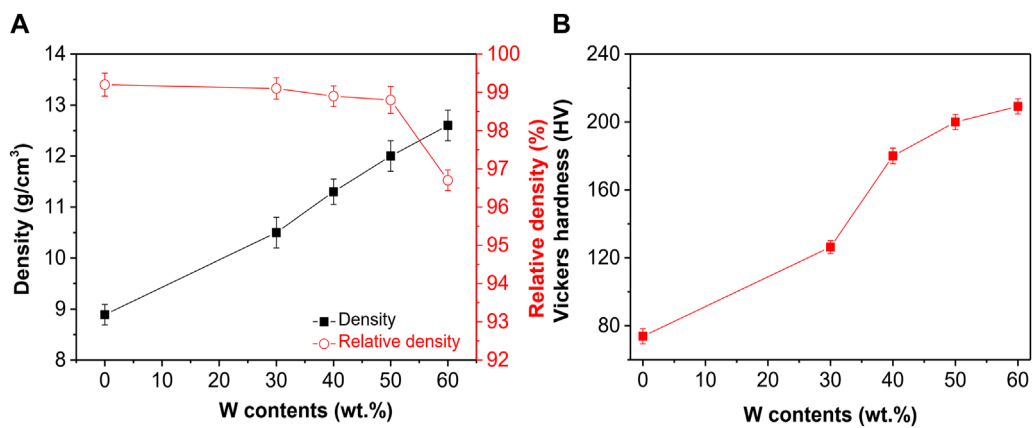 A
14
13
12
11
10
9
8
Density (g/cm³)
0 10 20 30 40 50 60
W contents (wt.%)
100
99
98
97
96
95
94
93
92
Relative density (%)
Density
Relative density
B
240
200
160
120
80
Vickers hardness (HV)
0 10 20 30 40 50 60
W contents (wt.%)